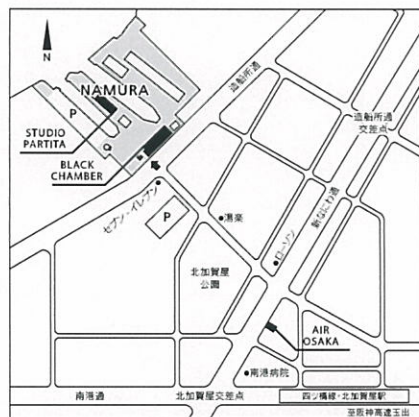 N
NAMURA
P
STUDIO
PARTITA
BLACK
CHAMBER
造船所通
造船所通
交差点
新なにわ筋
セブン-イレブン
P
湯楽
ローソン
北加賀屋
公園
AIR
OSAKA
南港病院
南港通
北加賀屋交差点
四ツ橋線・北加賀屋駅
至阪神高速玉出